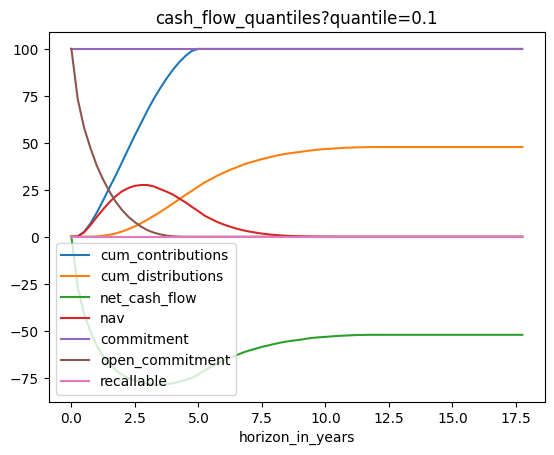 cash_flow_quantiles?quantile=0.1
100
75
50
25
0
−25
−50
−75
cum_contributions
cum_distributions
net_cash_flow
nav
commitment
open_commitment
recallable
0.0 2.5 5.0 7.5 10.0 12.5 15.0 17.5
horizon_in_years